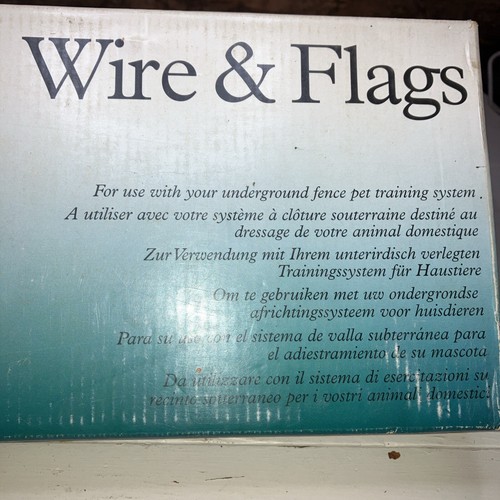 Wire & Flags
For use with your underground fence pet training system.
A utiliser avec votre système à clôture souterraine destiné au
dressage de votre animal domestique
Zur Verwendung mit Ihrem unterirdisch verlegten
Trainingssystem für Haustiere
Om te gebruiken met uw ondergrondse
africhtingssysteem voor huisdieren
Para su uso con el sistema de valla subterránea para
el adiestramiento de su mascota
Da utilizzare con il sistema di esercitazioni su
recinto sotterraneo per i vostri animali domestici